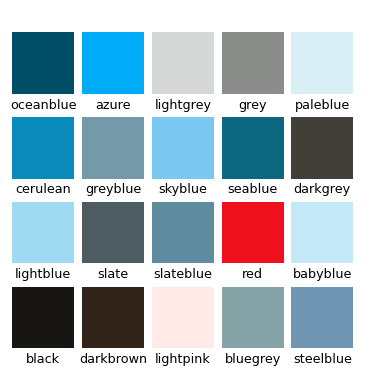 oceanblue azure lightgrey grey paleblue
cerulean greyblue skyblue seablue darkgrey
lightblue slate slateblue red babyblue
black darkbrown lightpink bluegrey steelblue